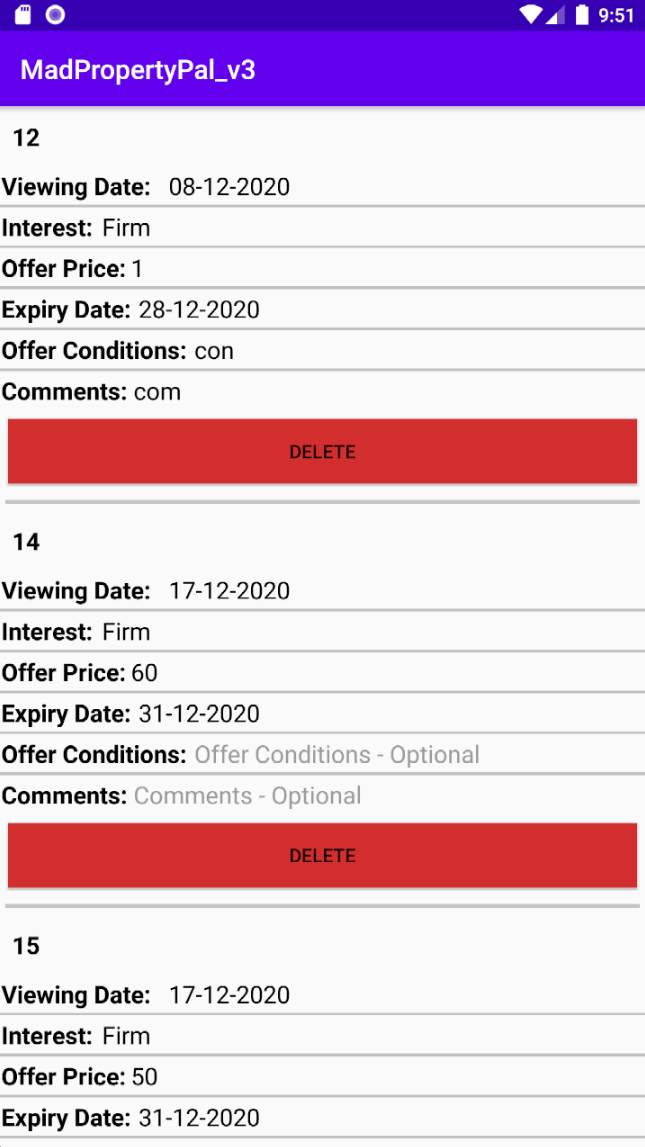 9:51
MadPropertyPal_v3
12
Viewing Date: 08-12-2020
Interest: Firm
Offer Price: 1
Expiry Date: 28-12-2020
Offer Conditions: con
Comments: com
DELETE
14
Viewing Date: 17-12-2020
Interest: Firm
Offer Price: 60
Expiry Date: 31-12-2020
Offer Conditions: Offer Conditions - Optional
Comments: Comments - Optional
DELETE
15
Viewing Date: 17-12-2020
Interest: Firm
Offer Price: 50
Expiry Date: 31-12-2020